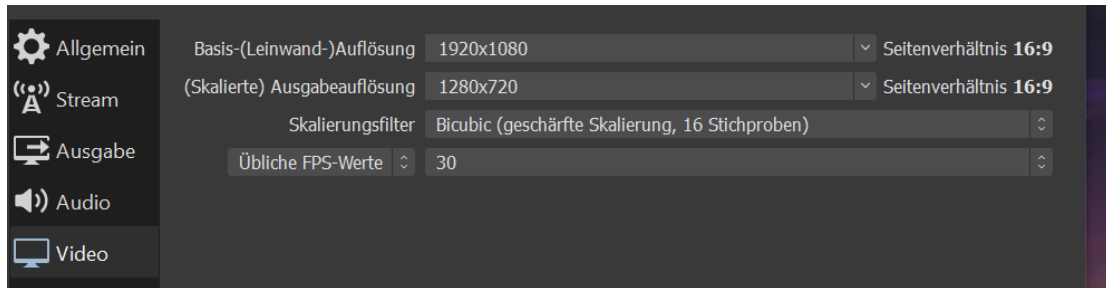 Allgemein
Stream
Ausgabe
Audio
Video
Basis-(Leinwand-)Auflösung 1920x1080 Seitenverhältnis 16:9
(Skalierte) Ausgabeauflösung 1280x720 Seitenverhältnis 16:9
Skalierungsfilter Bicubic (geschärfte Skalierung, 16 Stichproben)
Übliche FPS-Werte 30